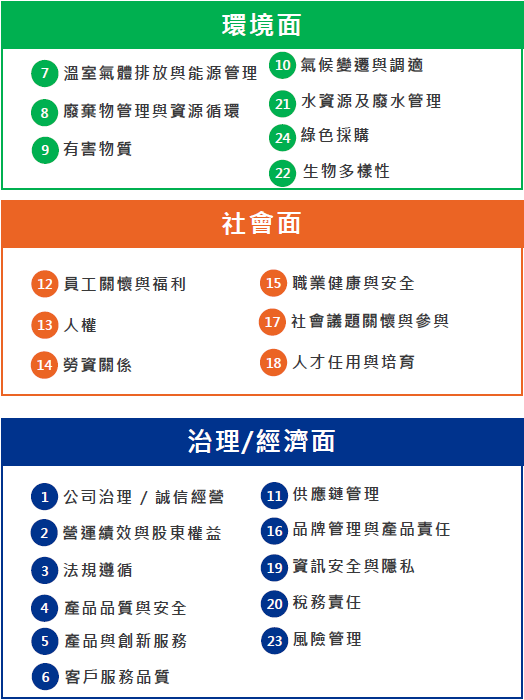 環境面
7 溫室氣體排放與能源管理
8 廢棄物管理與資源循環
9 有害物質
10 氣候變遷與調適
21 水資源及廢水管理
24 綠色採購
22 生物多樣性
社會面
12 員工關懷與福利
13 人權
14 勞資關係
15 職業健康與安全
17 社會議題關懷與參與
18 人才任用與培育
治理/經濟面
1 公司治理 / 誠信經營
2 營運績效與股東權益
3 法規遵循
4 產品品質與安全
5 產品與創新服務
6 客戶服務品質
11 供應鏈管理
16 品牌管理與產品責任
19 資訊安全與隱私
20 稅務責任
23 風險管理